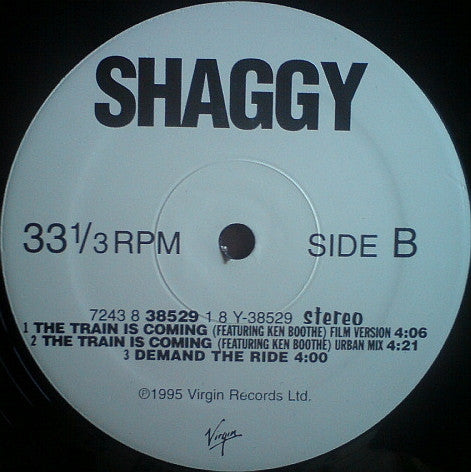 SHAGGY
33 1/3 RPM SIDE B
7243 8 38529 1 8 Y-38529 stereo
1 THE TRAIN IS COMING (FEATURING KEN BOOTHE) FILM VERSION 4:06
2 THE TRAIN IS COMING (FEATURING KEN BOOTHE) URBAN MIX 4:21
3 DEMAND THE RIDE 4:00
©1995 Virgin Records Ltd.
Virgin